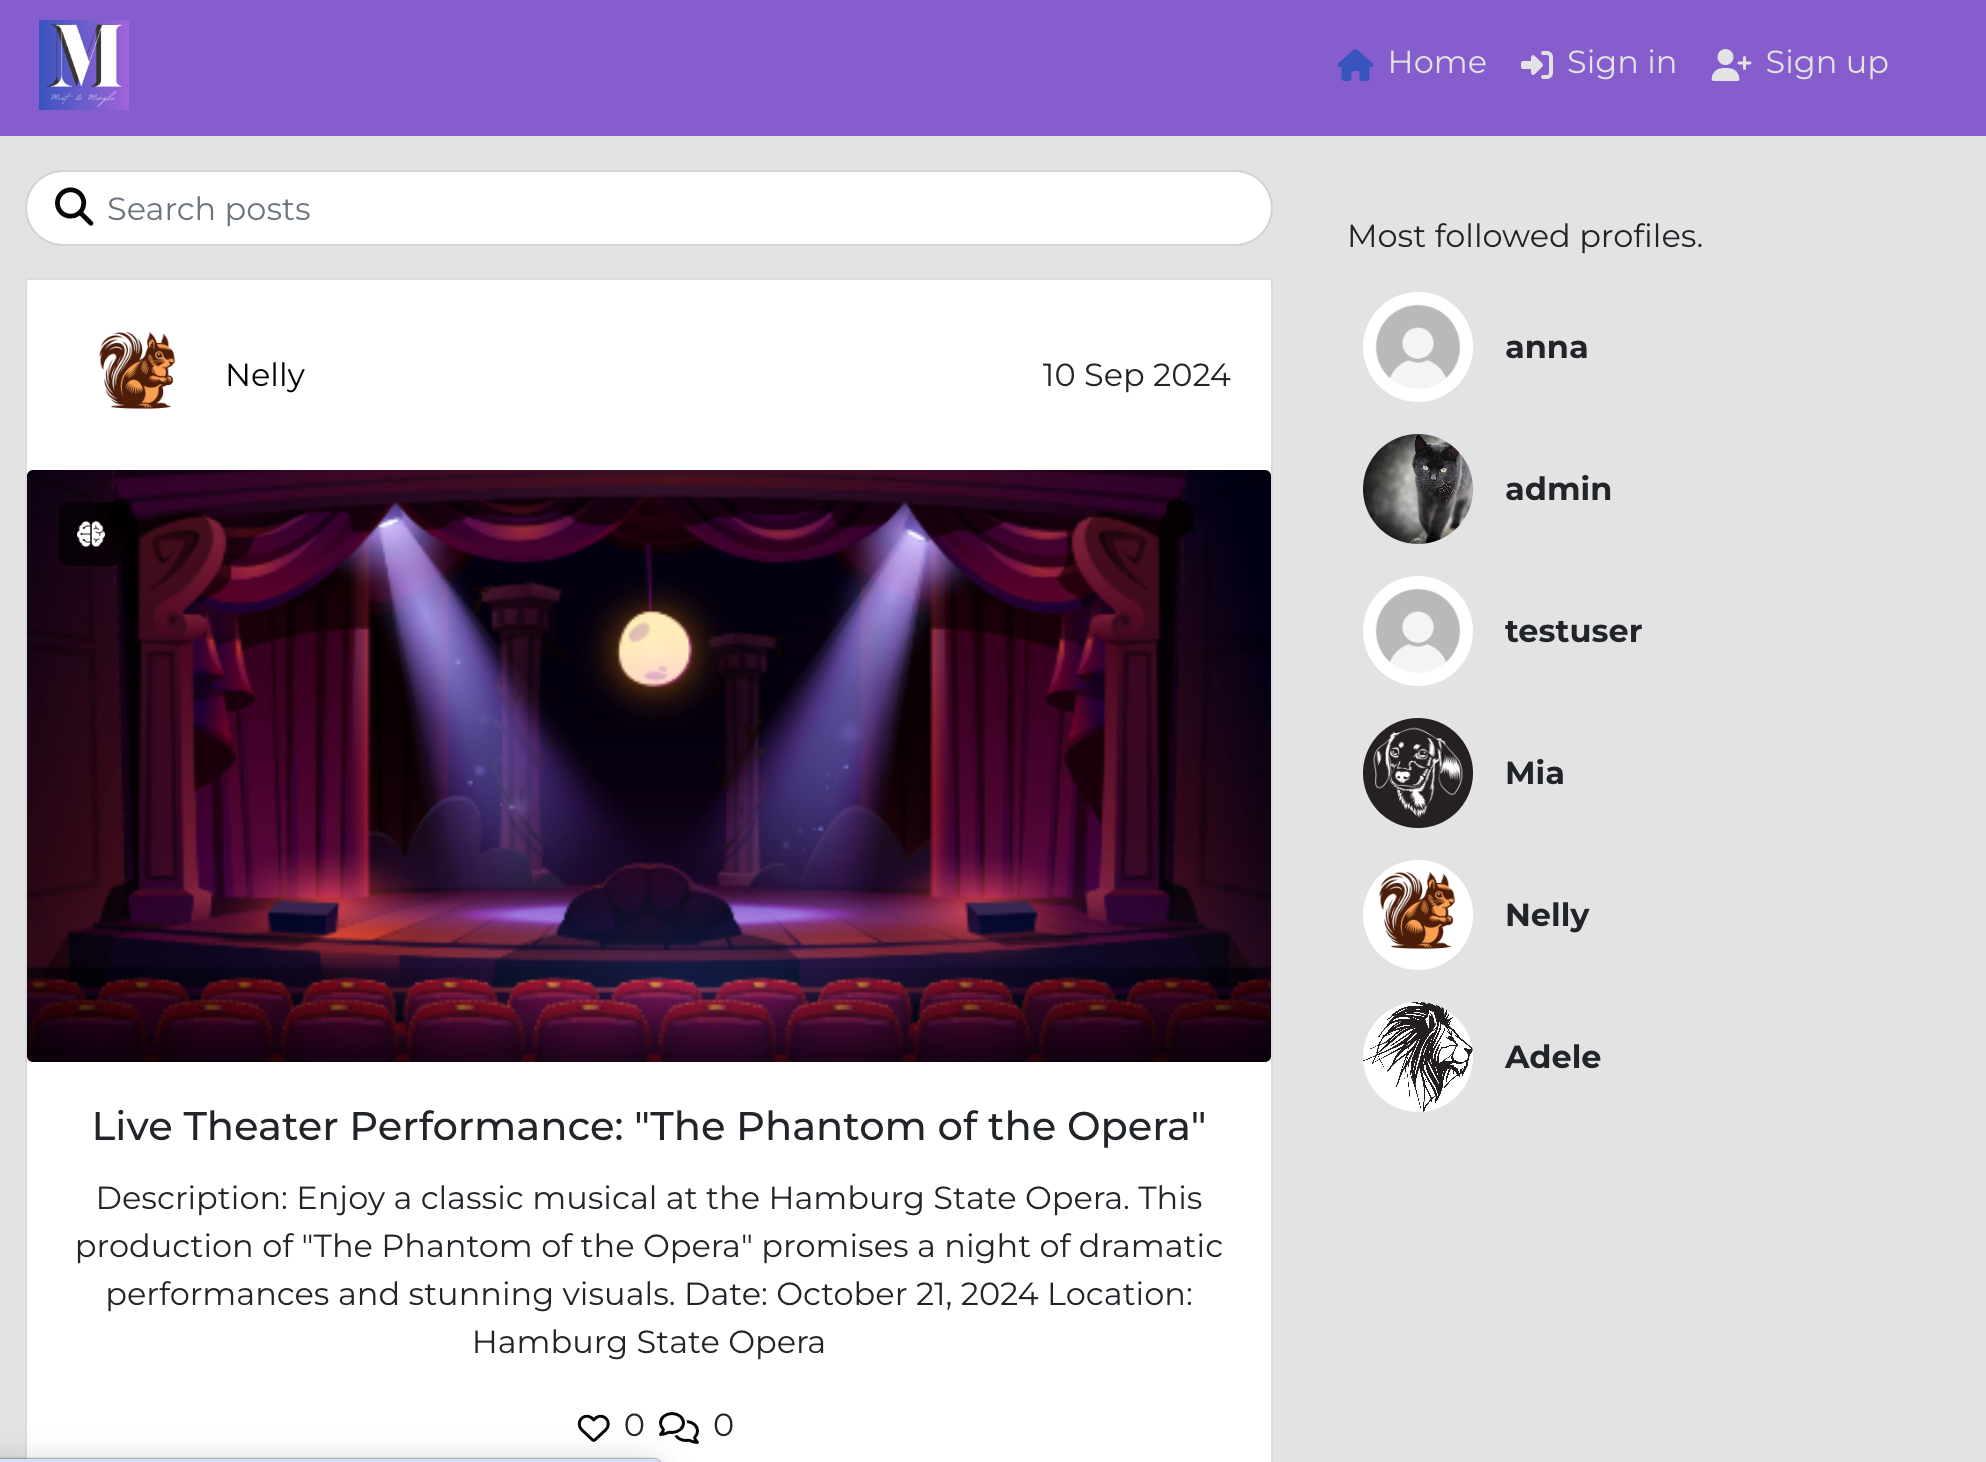 M
Meet & Mingle
Home
Sign in
Sign up
Search posts
Most followed profiles.
Nelly
10 Sep 2024
anna
admin
testuser
Mia
Nelly
Adele
Live Theater Performance: "The Phantom of the Opera"
Description: Enjoy a classic musical at the Hamburg State Opera. This
production of "The Phantom of the Opera" promises a night of dramatic
performances and stunning visuals. Date: October 21, 2024 Location:
Hamburg State Opera
0
0